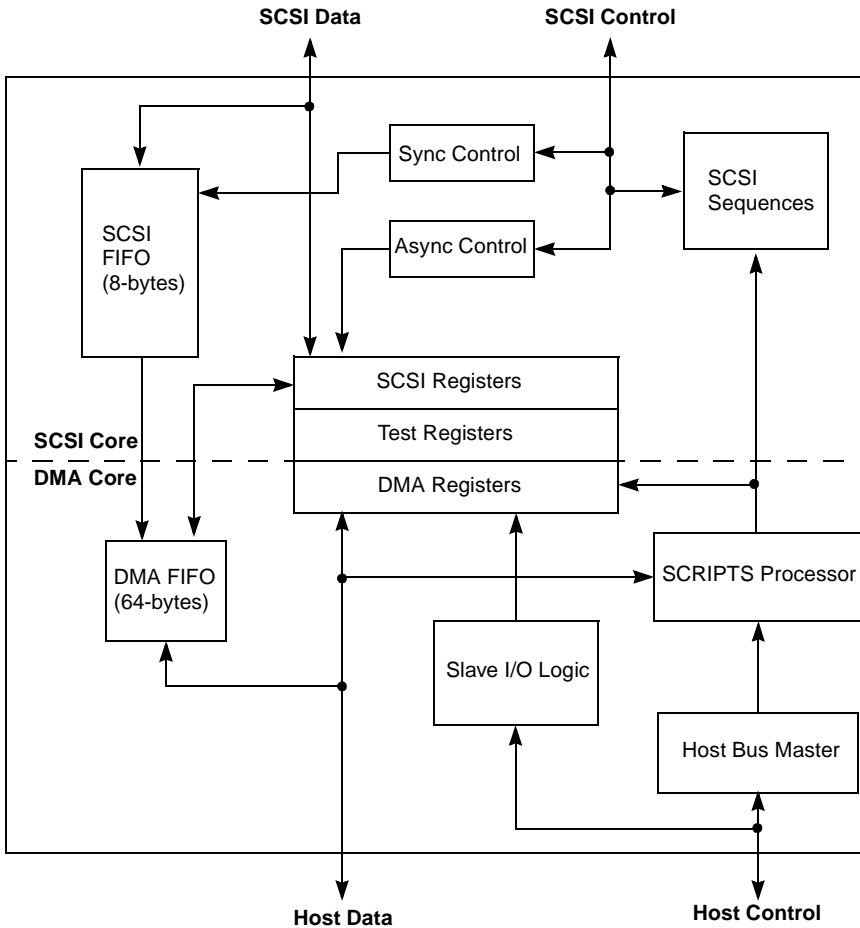 SCSI Data
SCSI Control
Sync Control
SCSI
Sequences
SCSI
FIFO
(8-bytes)
Async Control
SCSI Registers
Test Registers
SCSI Core
DMA Core
DMA Registers
DMA FIFO
(64-bytes)
SCRIPTS Processor
Slave I/O Logic
Host Bus Master
Host Data
Host Control